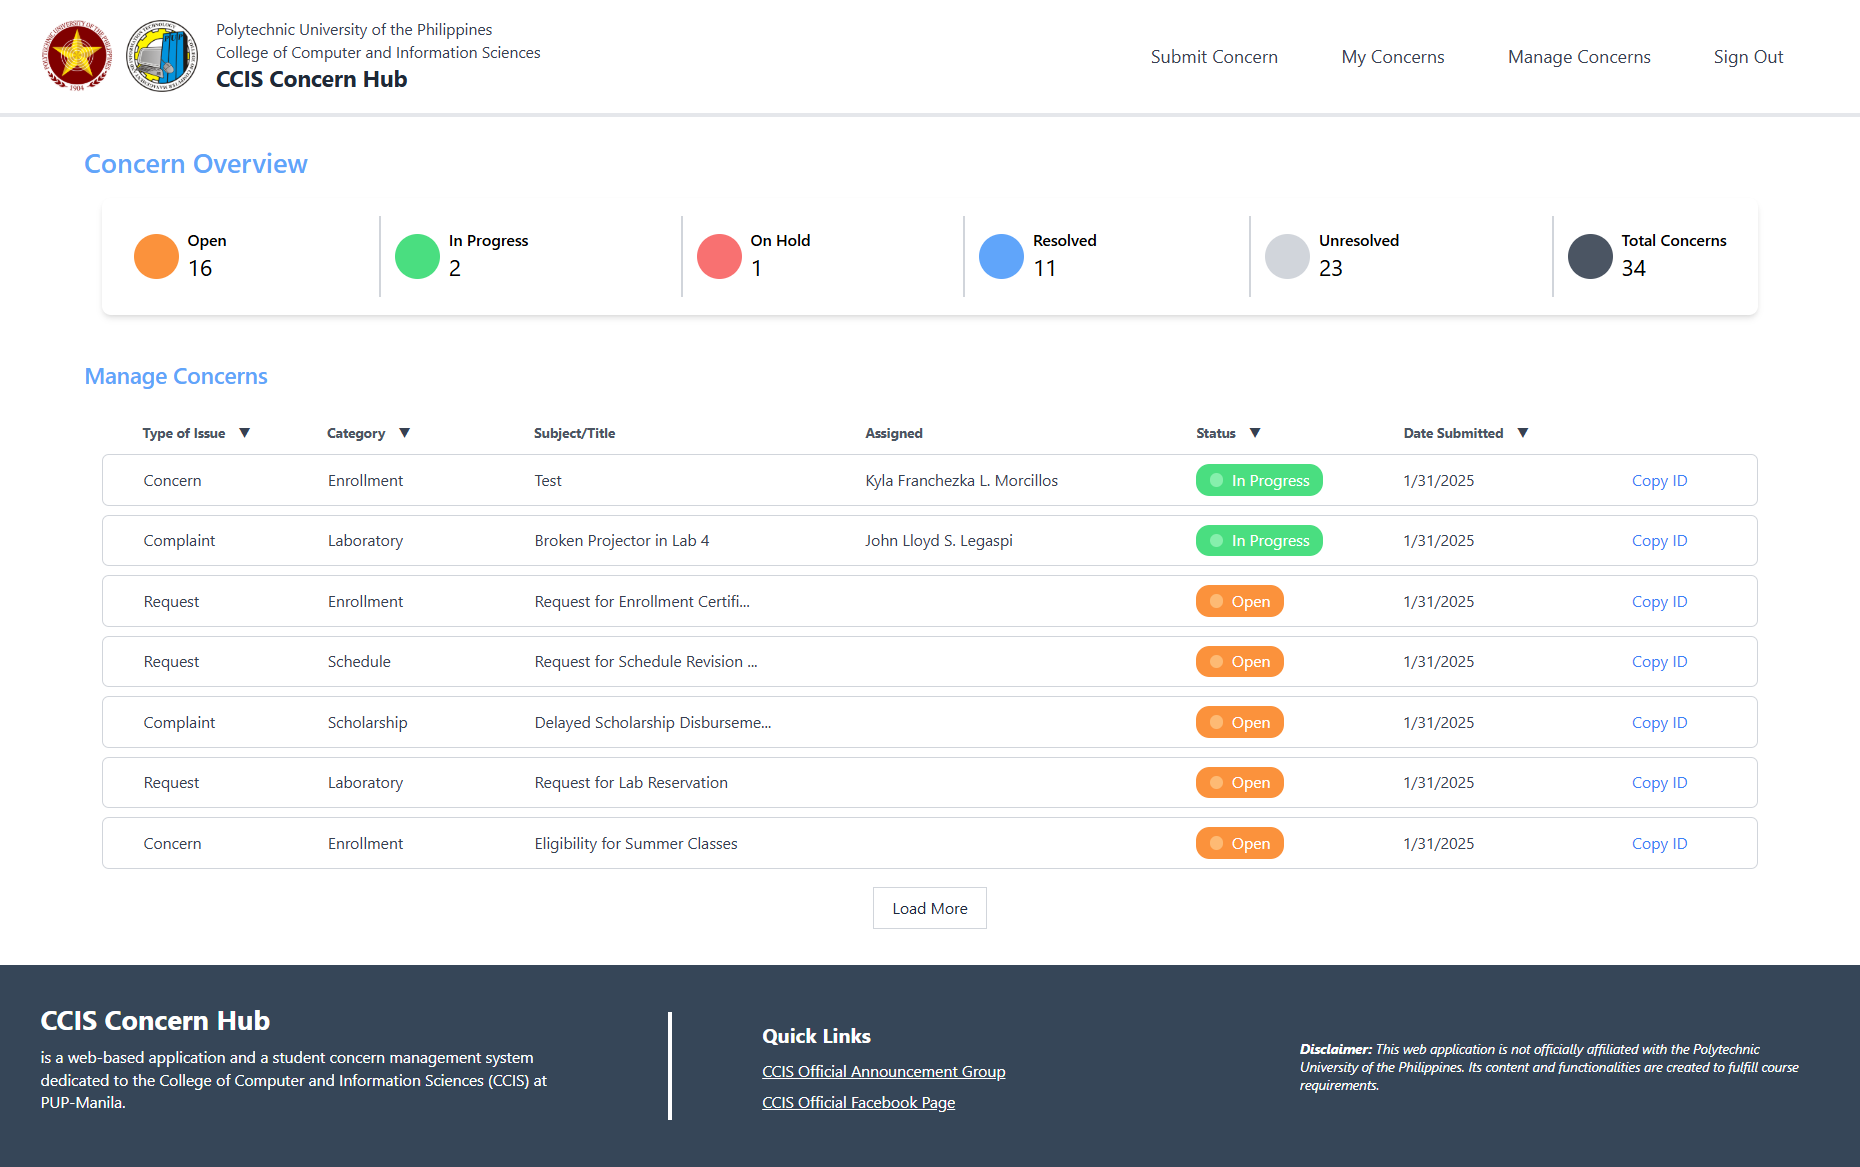 Polytechnic University of the Philippines
College of Computer and Information Sciences
CCIS Concern Hub
Submit Concern My Concerns Manage Concerns Sign Out
Concern Overview
Open In Progress On Hold Resolved Unresolved Total Concerns
16 2 1 11 23 34
Manage Concerns
Type of Issue ▼ Category ▼ Subject/Title Assigned Status ▼ Date Submitted ▼
Concern Enrollment Test Kyla Franchezka L. Morcillos In Progress 1/31/2025 Copy ID
Complaint Laboratory Broken Projector in Lab 4 John Lloyd S. Legaspi In Progress 1/31/2025 Copy ID
Request Enrollment Request for Enrollment Certifi... Open 1/31/2025 Copy ID
Request Schedule Request for Schedule Revision ... Open 1/31/2025 Copy ID
Complaint Scholarship Delayed Scholarship Disburseme... Open 1/31/2025 Copy ID
Request Laboratory Request for Lab Reservation Open 1/31/2025 Copy ID
Concern Enrollment Eligibility for Summer Classes Open 1/31/2025 Copy ID
Load More
CCIS Concern Hub
is a web-based application and a student concern management system
dedicated to the College of Computer and Information Sciences (CCIS) at
PUP-Manila.
Quick Links
CCIS Official Announcement Group
CCIS Official Facebook Page
Disclaimer: This web application is not officially affiliated with the Polytechnic
University of the Philippines. Its content and functionalities are created to fulfill course
requirements.